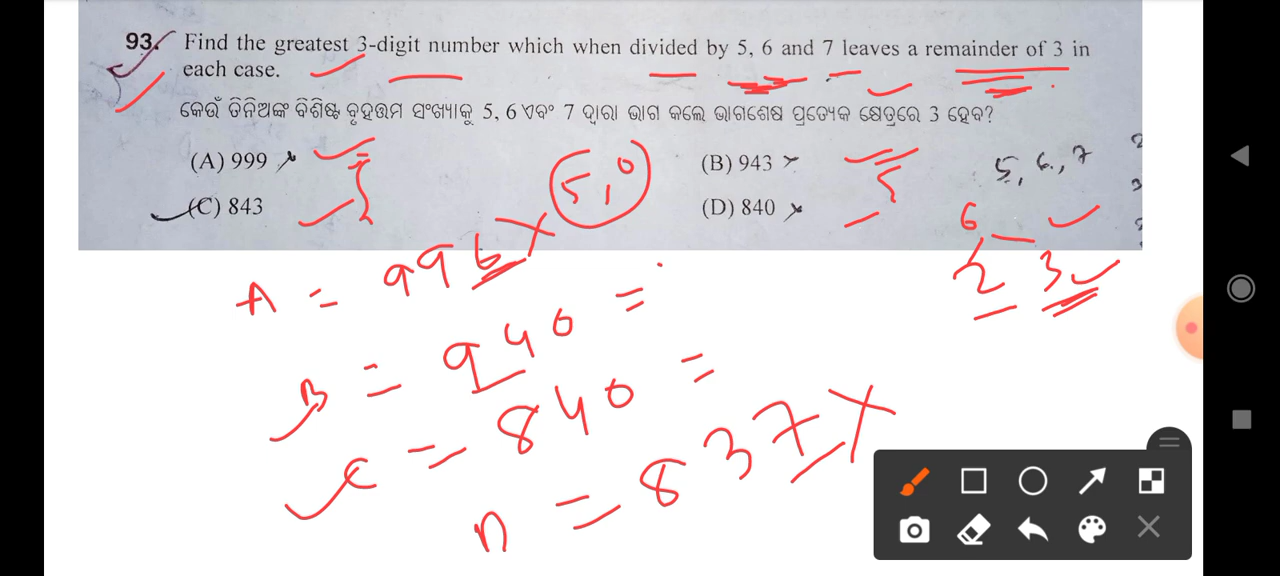 93. Find the greatest 3-digit number which when divided by 5, 6 and 7 leaves a remainder of 3 in
each case.
କେଉଁ ତିନିଅଙ୍କ ବିଶିଷ୍ଟ ବୃହତ୍ତମ ସଂଖ୍ୟାକୁ 5, 6 ଏବଂ 7 ଦ୍ୱାରା ଭାଗ କଲେ ଭାଗଶେଷ ପ୍ରତ୍ୟେକ କ୍ଷେତ୍ରରେ 3 ହେବ?
(A) 999 (B) 943
(C) 843 (D) 840
5, 6, 7
5, 0
6
2 3
A = 996
B = 940 =
C = 840 =
= 837